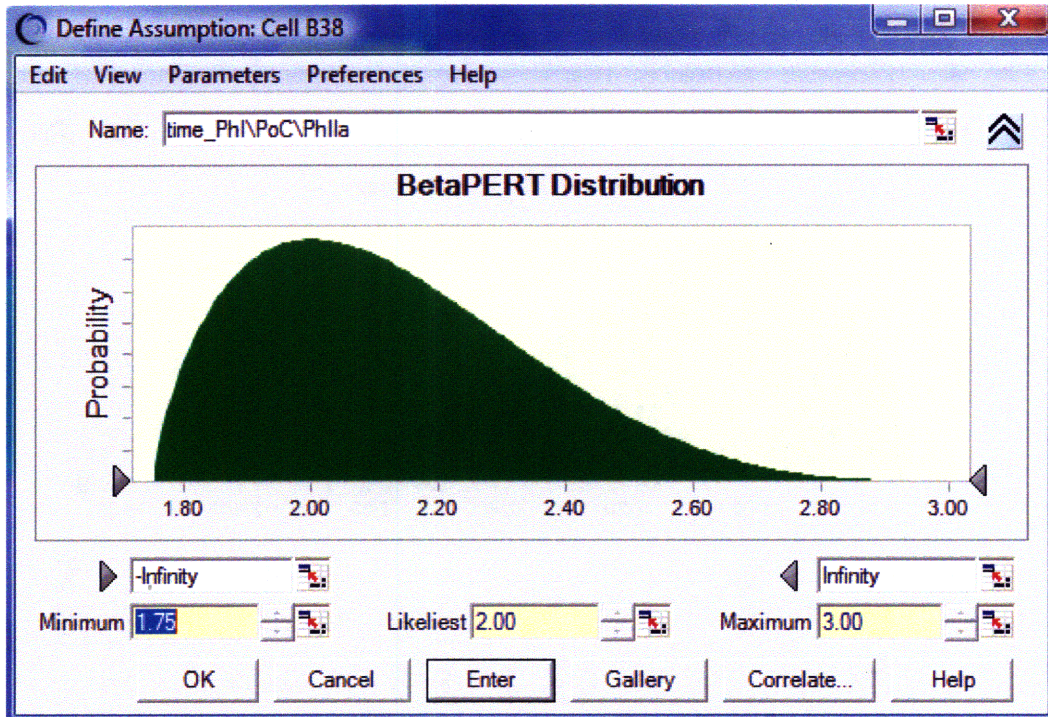 Define Assumption: Cell B38
Edit View Parameters Preferences Help
Name: time_PhI\PoC\PhIIa
BetaPERT Distribution
Probability
1.80 2.00 2.20 2.40 2.60 2.80 3.00
-Infinity Infinity
Minimum 1.75 Likeliest 2.00 Maximum 3.00
OK Cancel Enter Gallery Correlate... Help